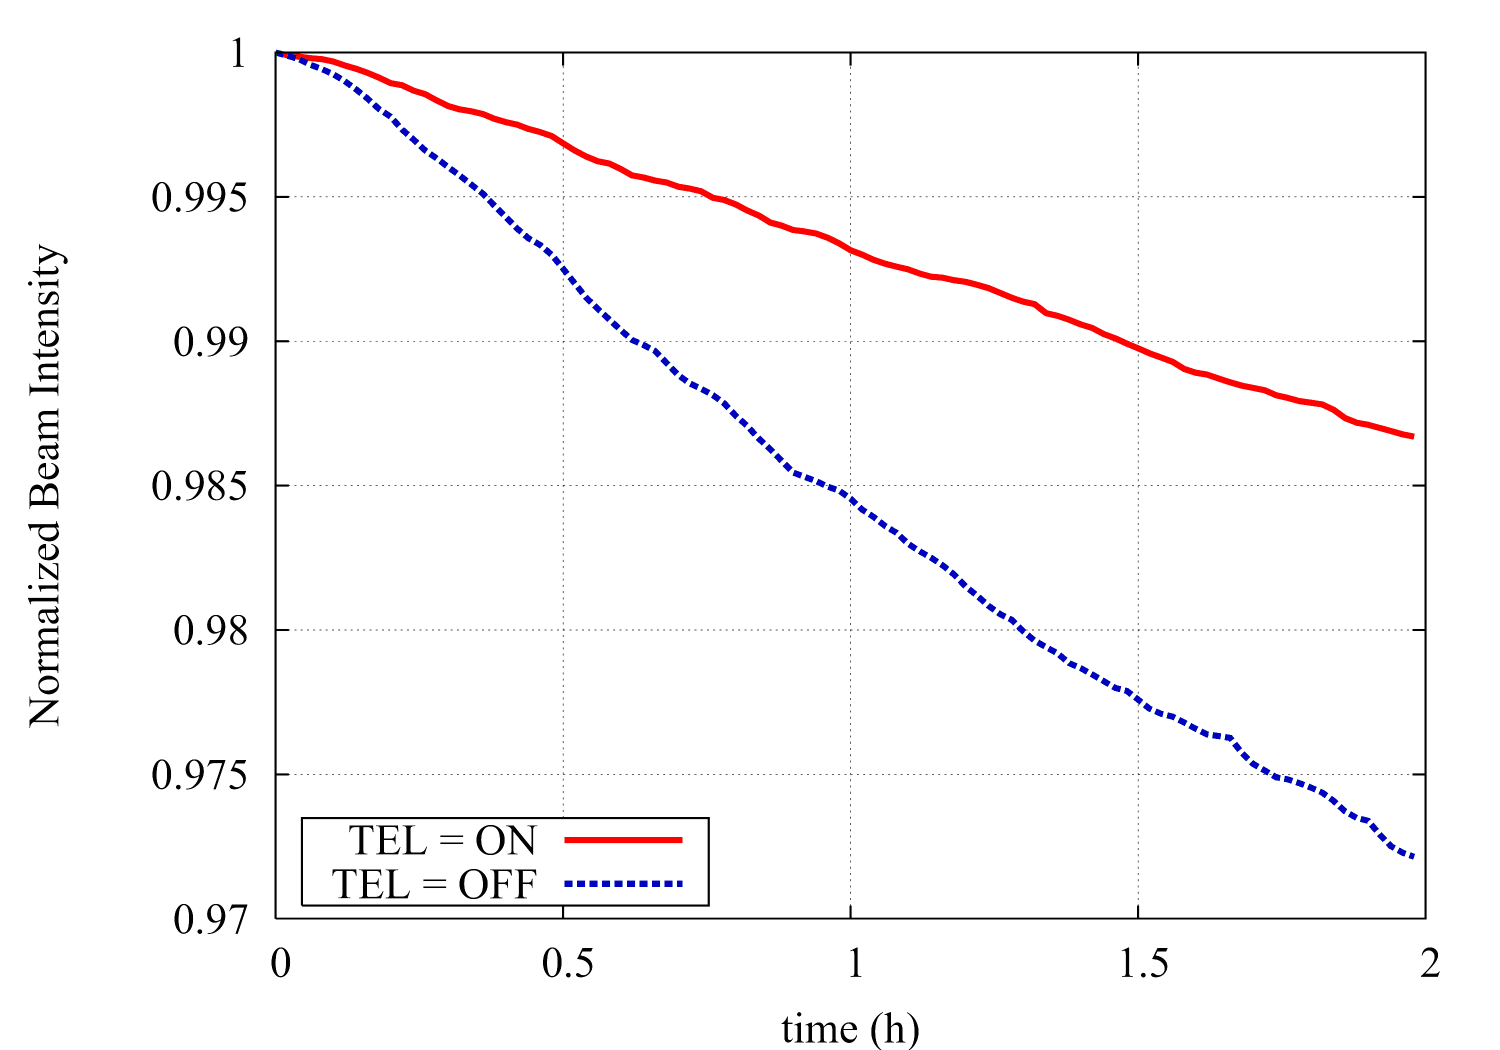 1
0.995
0.99
0.985
0.98
0.975
0.97
Normalized Beam Intensity
TEL = ON
TEL = OFF
0 0.5 1 1.5 2
time (h)